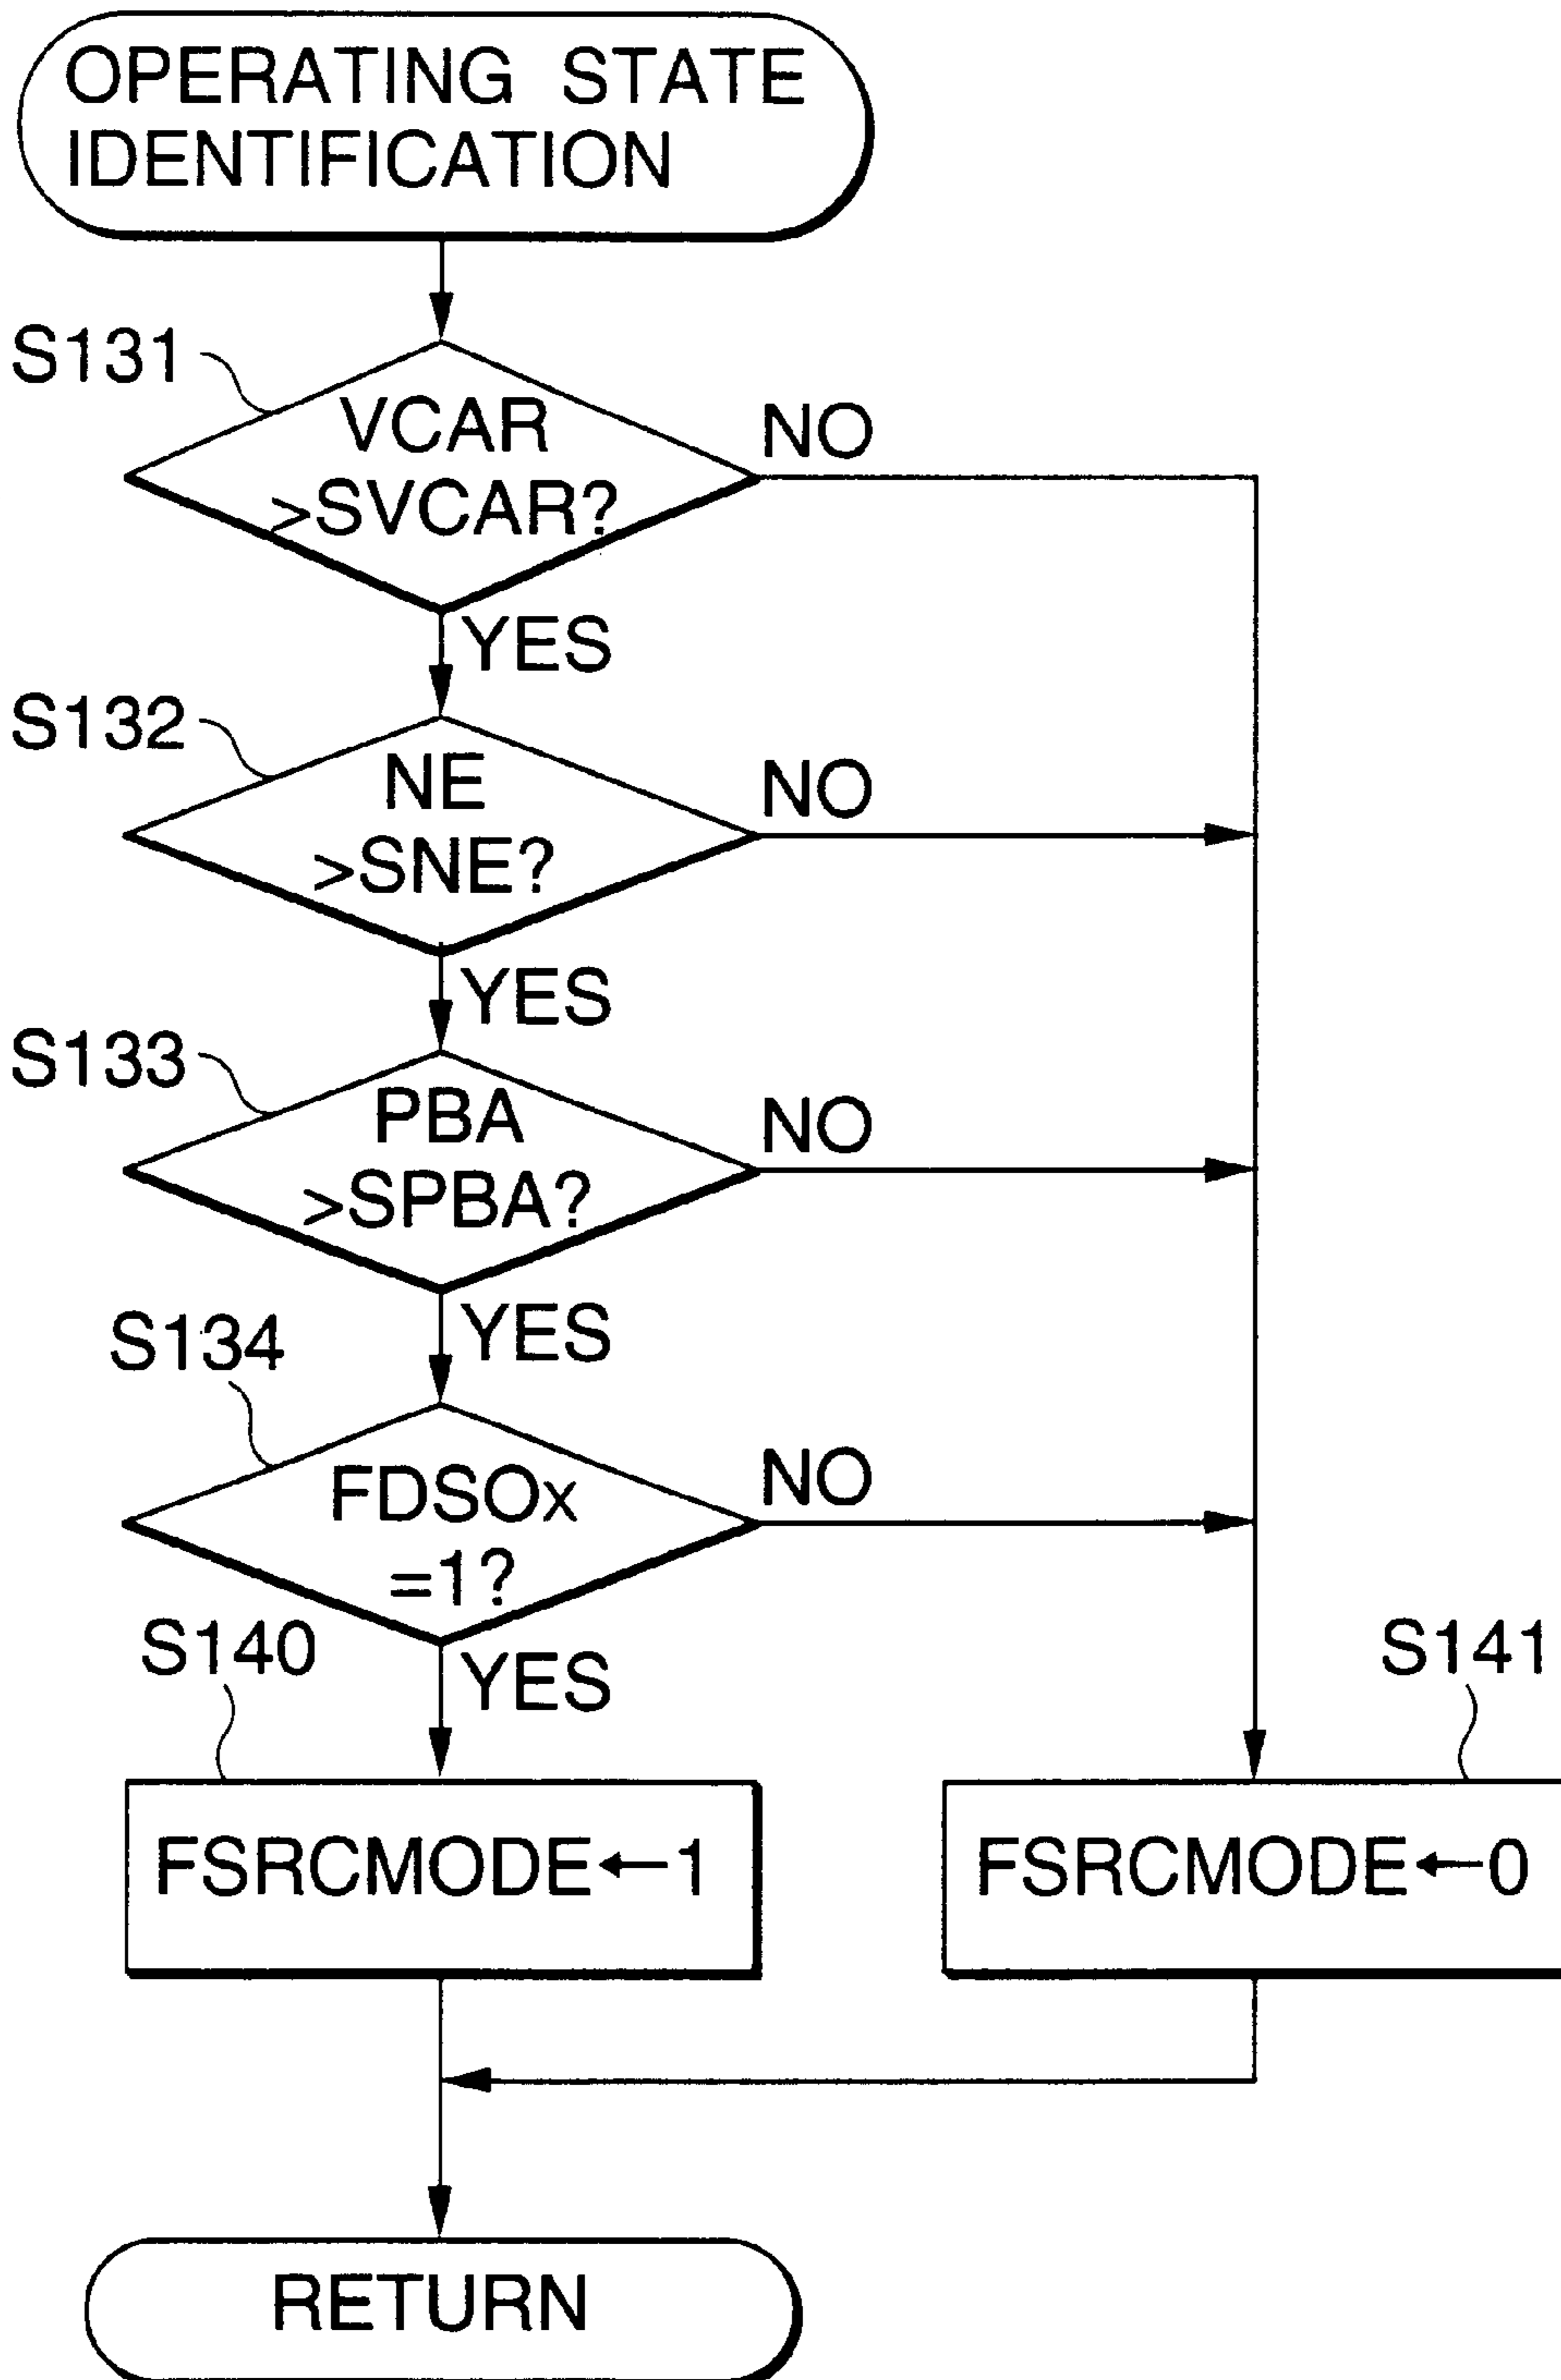 OPERATING STATE
IDENTIFICATION
S131
VCAR
>SVCAR?
NO
YES
S132
NE
>SNE?
NO
YES
S133
PBA
>SPBA?
NO
YES
S134
FDSOx
=1?
NO
YES
S140
S141
FSRCMODE←1
FSRCMODE←0
RETURN